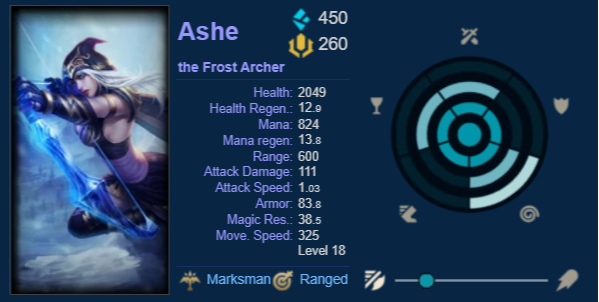 Ashe
450
260
the Frost Archer
Health: 2049
Health Regen.: 12.9
Mana: 824
Mana regen: 13.8
Range: 600
Attack Damage: 111
Attack Speed: 1.03
Armor: 83.8
Magic Res.: 38.5
Move. Speed: 325
Level 18
Marksman Ranged